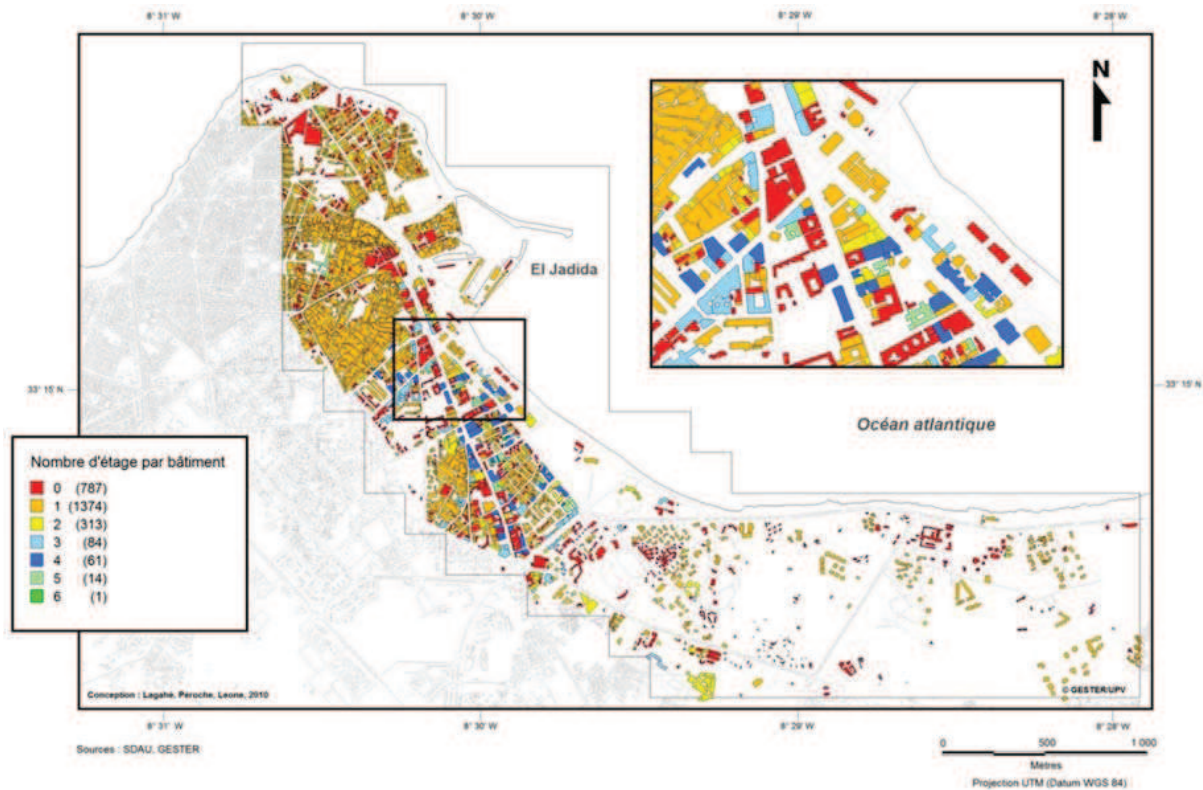 8° 31' W 8° 30' W 8° 29' W 8° 28' W
N
El Jadida
33° 15' N 33° 15' N
Océan atlantique
Nombre d'étage par bâtiment
0 (787)
1 (1374)
2 (313)
3 (84)
4 (61)
5 (14)
6 (1)
Conception : Lagahé, Peroche, Leone, 2010
© GESTER/UPV
8° 31' W 8° 30' W 8° 29' W 8° 28' W
Sources : SDAU, GESTER
0 500 1 000
Mètres
Projection UTM (Datum WGS 84)